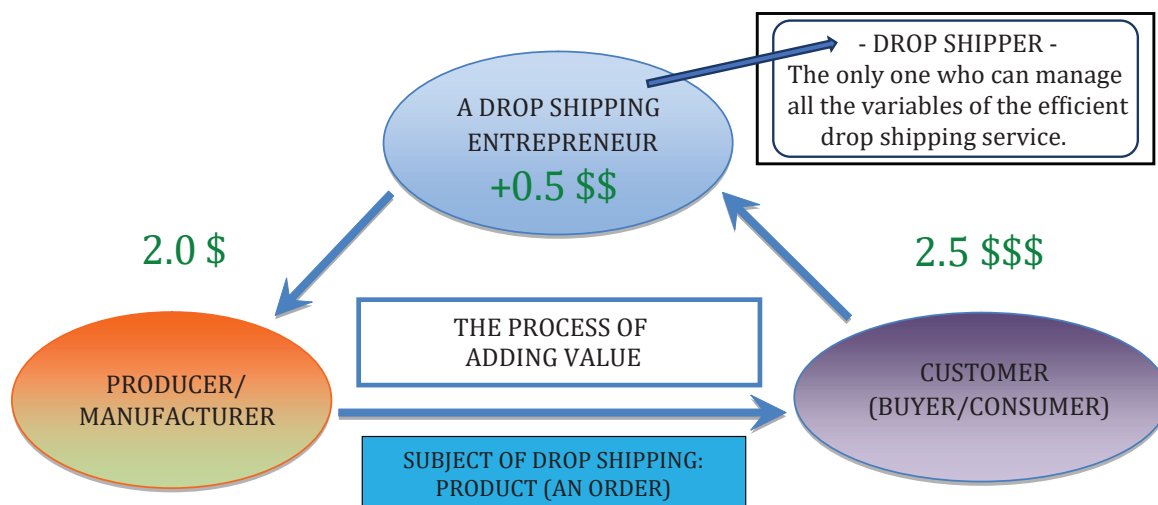 - DROP SHIPPER -
The only one who can manage
all the variables of the efficient
drop shipping service.
A DROP SHIPPING
ENTREPRENEUR
+0.5 $$
2.0 $
2.5 $$$
THE PROCESS OF
ADDING VALUE
PRODUCER/
MANUFACTURER
CUSTOMER
(BUYER/CONSUMER)
SUBJECT OF DROP SHIPPING:
PRODUCT (AN ORDER)